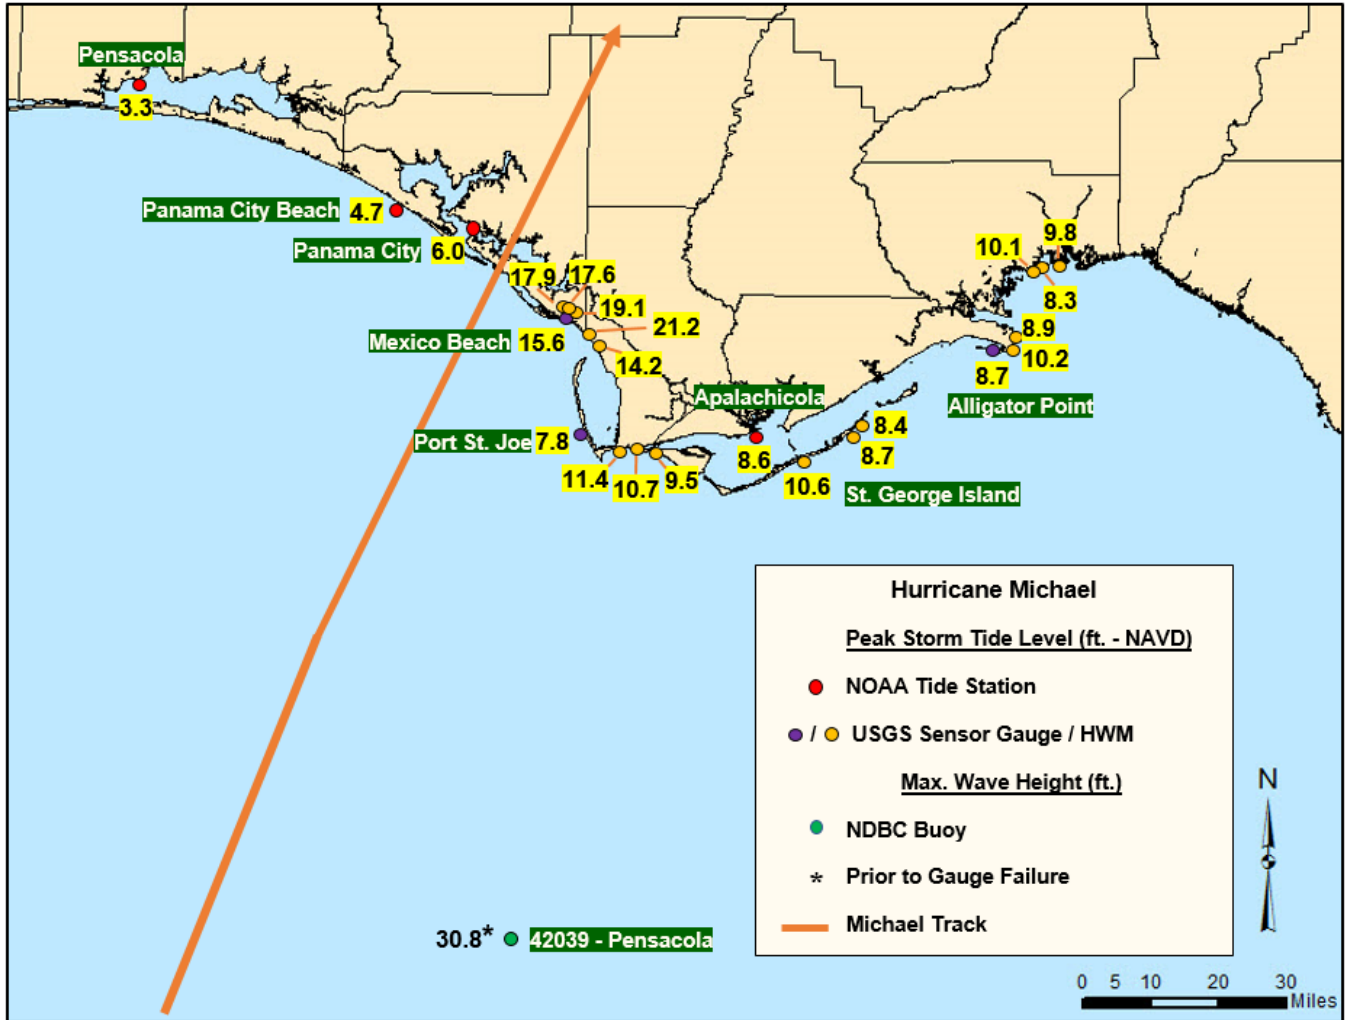 Pensacola
3.3
Panama City Beach 4.7
Panama City 6.0
17.9
17.6
19.1
21.2
Mexico Beach 15.6
14.2
10.1
9.8
8.3
8.9
10.2
8.7
Alligator Point
Apalachicola
8.6
8.4
8.7
10.6
St. George Island
Port St. Joe 7.8
11.4
10.7
9.5
Hurricane Michael
Peak Storm Tide Level (ft. - NAVD)
NOAA Tide Station
/ USGS Sensor Gauge / HWM
Max. Wave Height (ft.)
NDBC Buoy
* Prior to Gauge Failure
Michael Track
N
30.8* 42039 - Pensacola
0 5 10 20 30
Miles